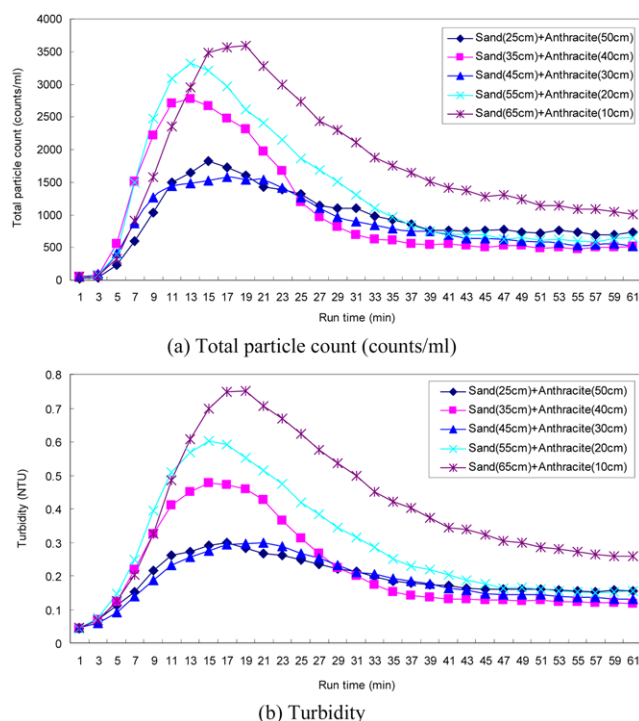 4000
3500
3000
2500
2000
1500
1000
500
0
Total particle count (counts/ml)
Sand(25cm)+Anthracite(50cm)
Sand(35cm)+Anthracite(40cm)
Sand(45cm)+Anthracite(30cm)
Sand(55cm)+Anthracite(20cm)
Sand(65cm)+Anthracite(10cm)
1 3 5 7 9 11 13 15 17 19 21 23 25 27 29 31 33 35 37 39 41 43 45 47 49 51 53 55 57 59 61
Run time (min)
(a) Total particle count (counts/ml)
0.8
0.7
0.6
0.5
0.4
0.3
0.2
0.1
0
Turbidity (NTU)
Sand(25cm)+Anthracite(50cm)
Sand(35cm)+Anthracite(40cm)
Sand(45cm)+Anthracite(30cm)
Sand(55cm)+Anthracite(20cm)
Sand(65cm)+Anthracite(10cm)
1 3 5 7 9 11 13 15 17 19 21 23 25 27 29 31 33 35 37 39 41 43 45 47 49 51 53 55 57 59 61
Run time (min)
(b) Turbidity